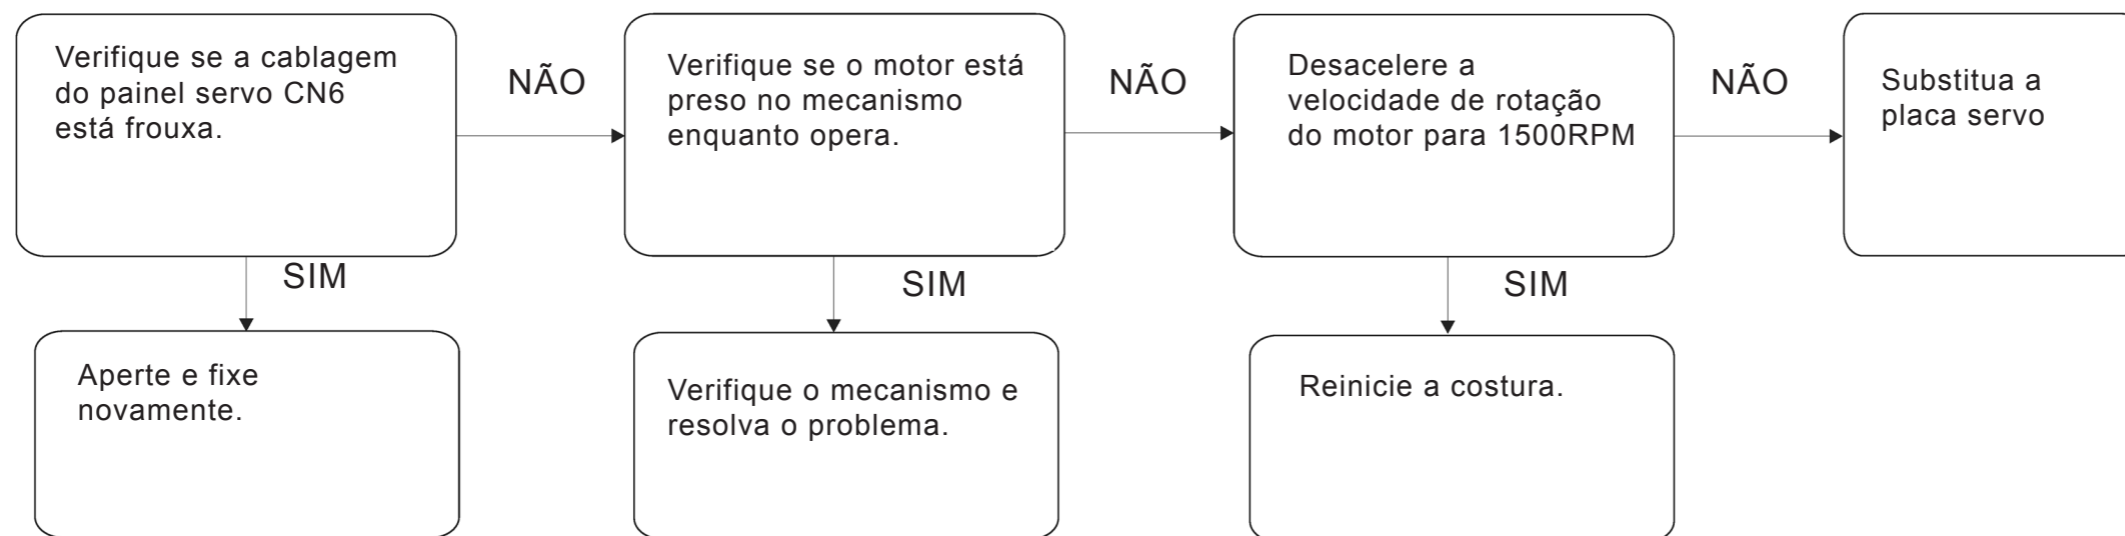 Verifique se a cablagem
do painel servo CN6
está frouxa.
NÃO
Verifique se o motor está
preso no mecanismo
enquanto opera.
NÃO
Desacelere a
velocidade de rotação
do motor para 1500RPM
NÃO
Substitua a
placa servo
SIM
SIM
SIM
Aperte e fixe
novamente.
Verifique o mecanismo e
resolva o problema.
Reinicie a costura.